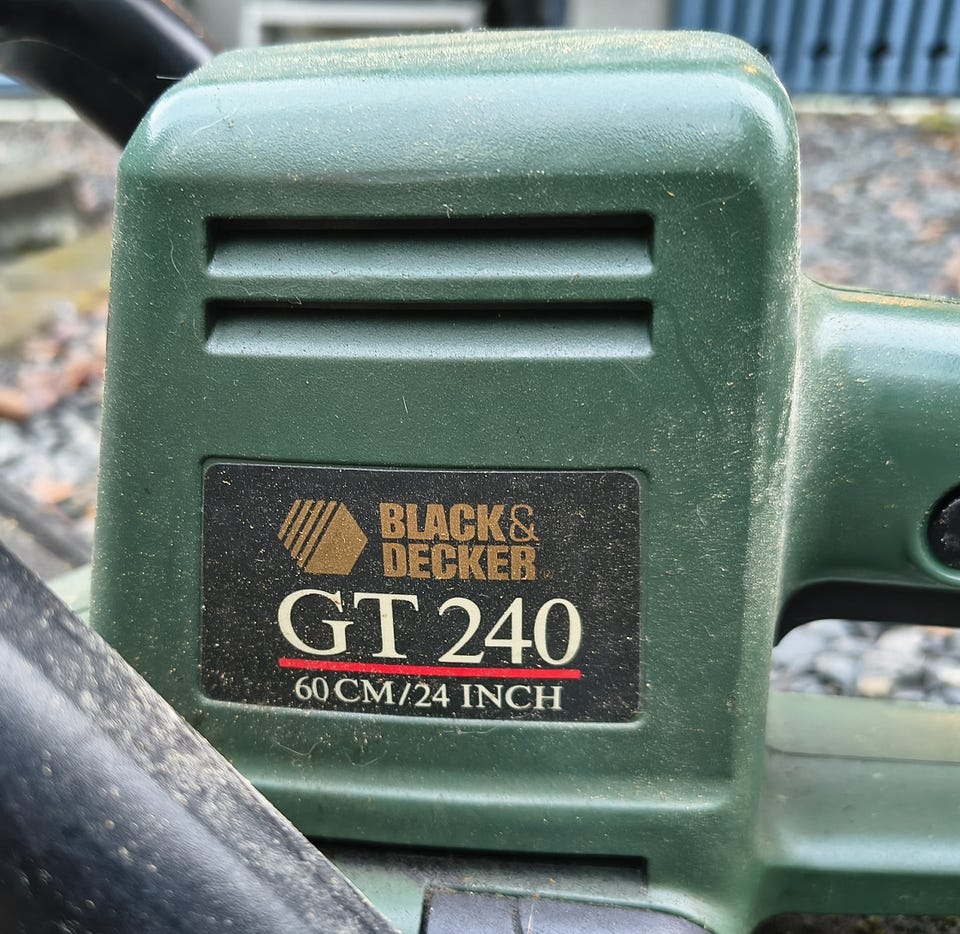 BLACK&
DECKER
GT 240
60 CM/24 INCH